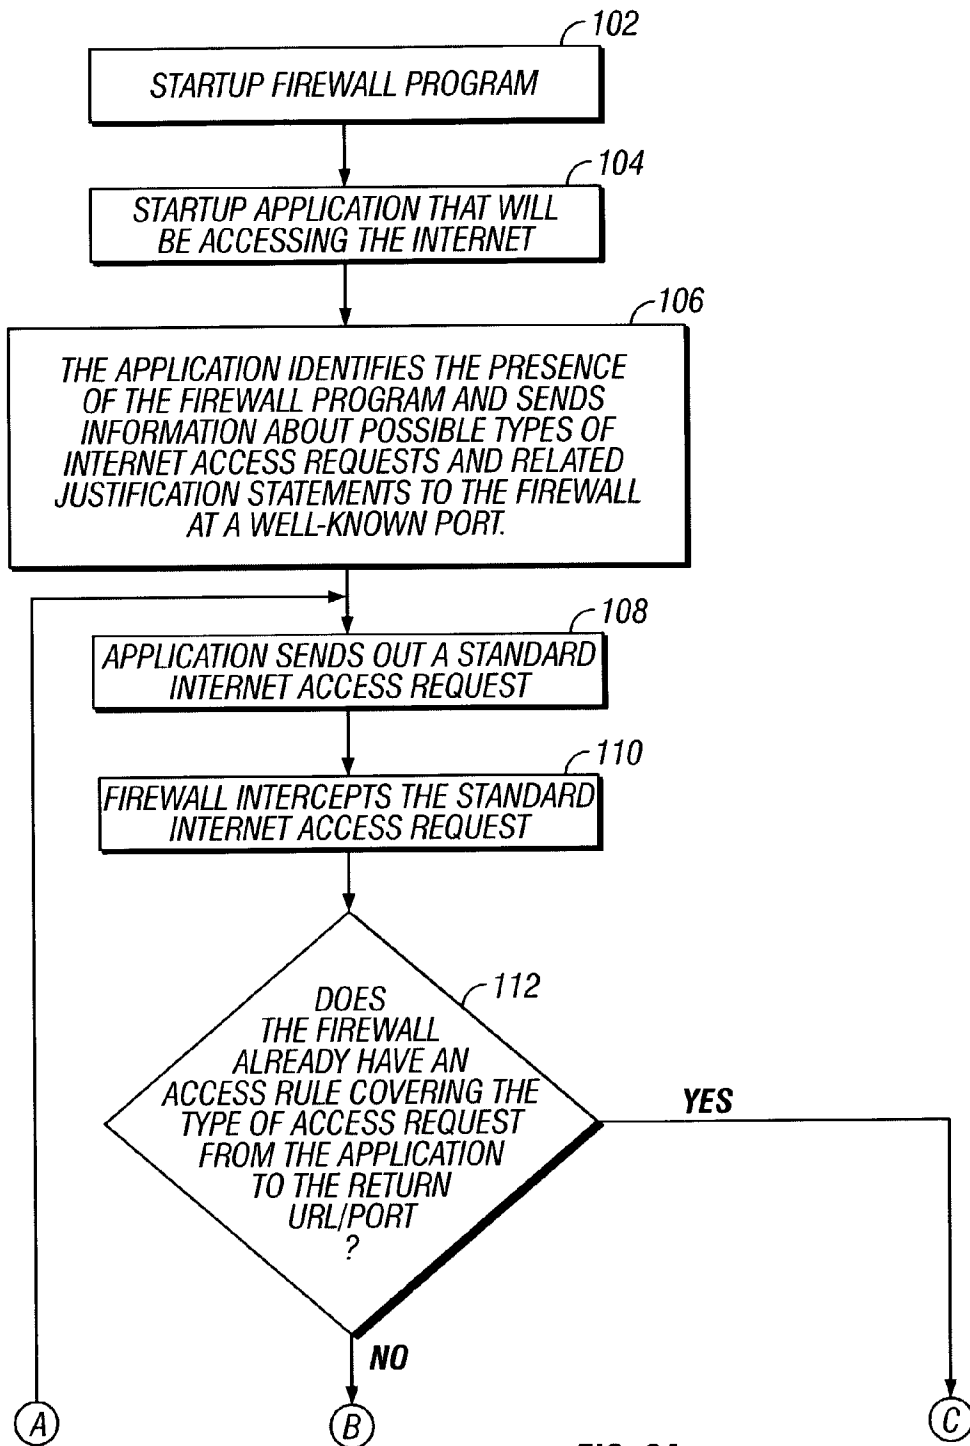 102
STARTUP FIREWALL PROGRAM
104
STARTUP APPLICATION THAT WILL
BE ACCESSING THE INTERNET
106
THE APPLICATION IDENTIFIES THE PRESENCE
OF THE FIREWALL PROGRAM AND SENDS
INFORMATION ABOUT POSSIBLE TYPES OF
INTERNET ACCESS REQUESTS AND RELATED
JUSTIFICATION STATEMENTS TO THE FIREWALL
AT A WELL-KNOWN PORT.
108
APPLICATION SENDS OUT A STANDARD
INTERNET ACCESS REQUEST
110
FIREWALL INTERCEPTS THE STANDARD
INTERNET ACCESS REQUEST
112
DOES
THE FIREWALL
ALREADY HAVE AN
ACCESS RULE COVERING THE
TYPE OF ACCESS REQUEST
FROM THE APPLICATION
TO THE RETURN
URL/PORT
?
YES
NO
A
B
C